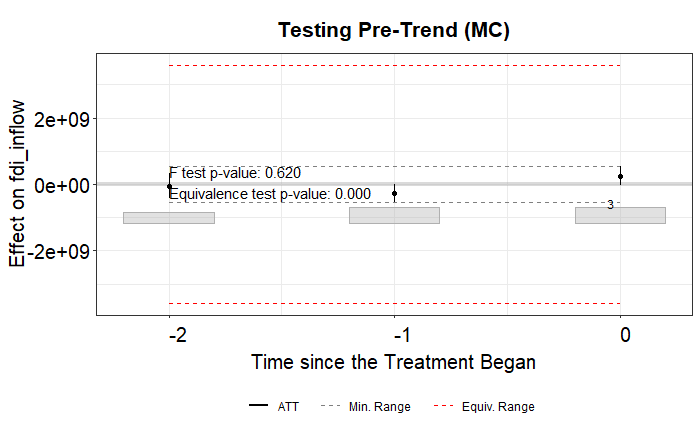 Testing Pre-Trend (MC)
Effect on fdi_inflow
2e+09
0e+00
-2e+09
F test p-value: 0.620
Equivalence test p-value: 0.000
3
-2
-1
0
Time since the Treatment Began
ATT
Min. Range
Equiv. Range